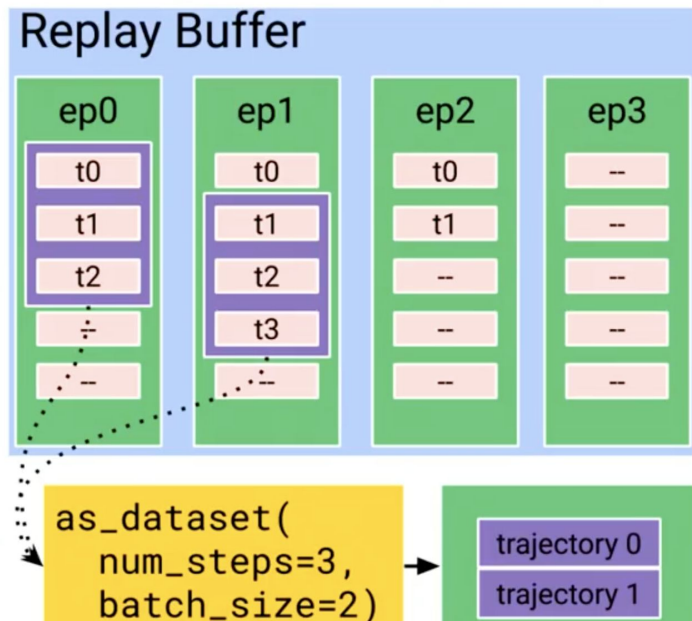 Replay Buffer
ep0 ep1 ep2 ep3
t0 t0 t0 --
t1 t1 t1 --
t2 t2 -- --
-- t3 -- --
-- -- -- --
as_dataset(
num_steps=3,
batch_size=2)
trajectory 0
trajectory 1